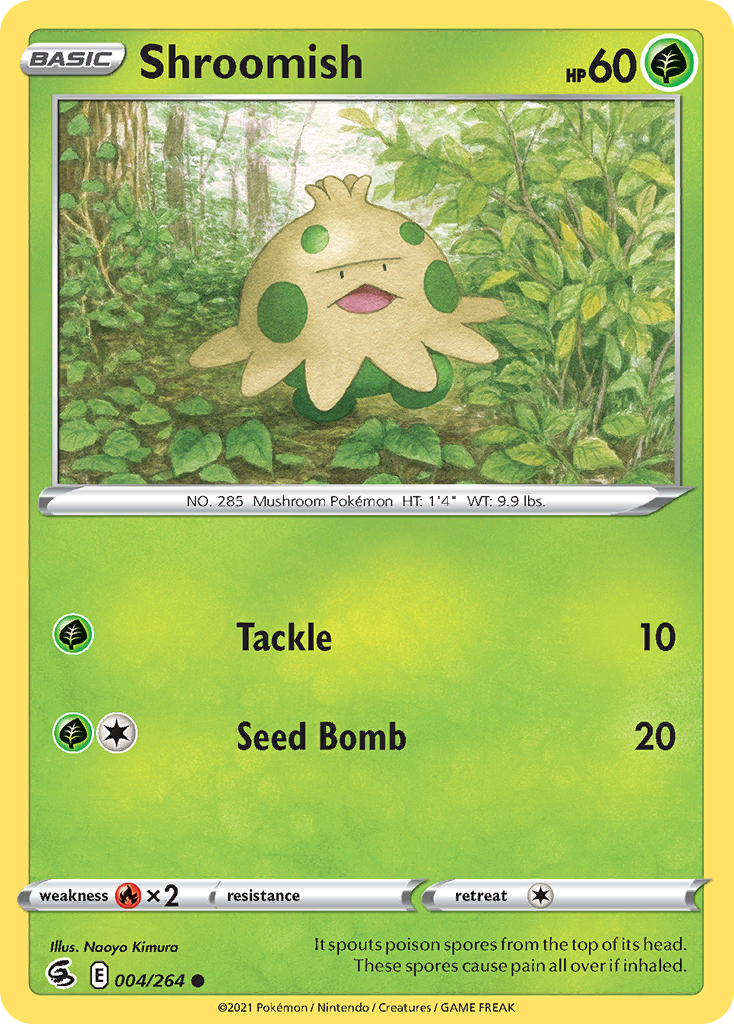 BASIC Shroomish HP60
NO. 285 Mushroom Pokémon HT: 1'4" WT: 9.9 lbs.
Tackle 10
Seed Bomb 20
weakness ×2 resistance retreat
Illus. Naoyo Kimura
It spouts poison spores from the top of its head.
These spores cause pain all over if inhaled.
E 004/264
©2021 Pokémon / Nintendo / Creatures / GAME FREAK